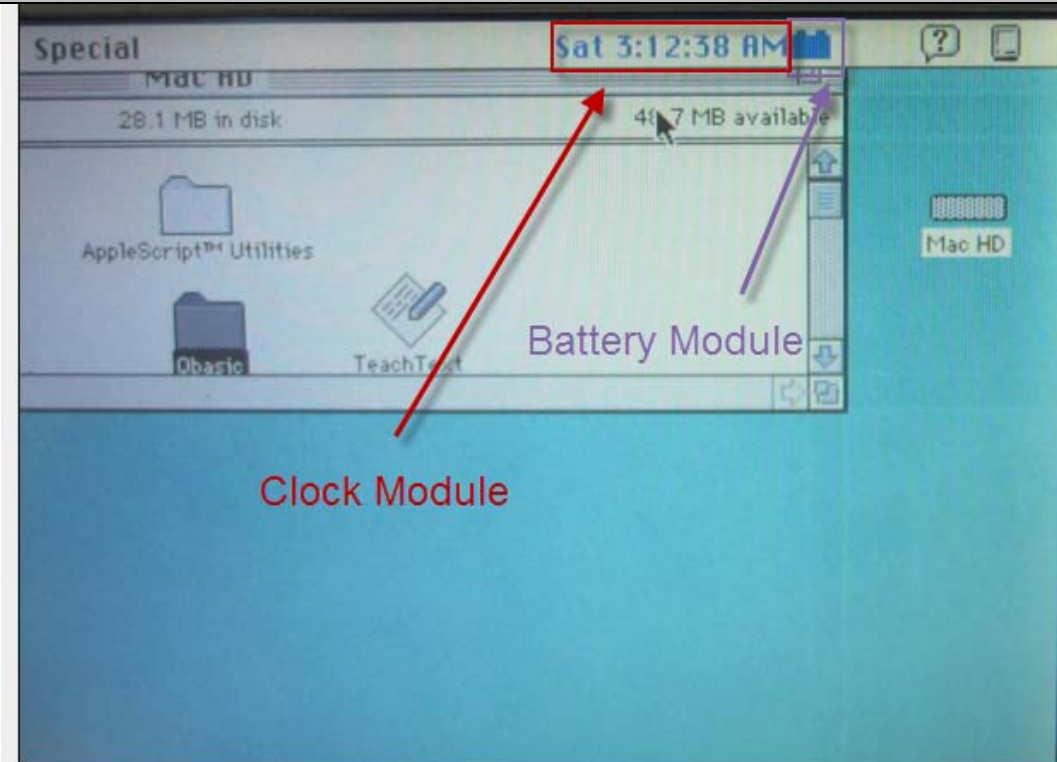 Special
Sat 3:12:38 AM
Mac HD
28.1 MB in disk
48.7 MB available
AppleScript™ Utilities
Mac HD
Battery Module
Qbasic
TeachText
Clock Module